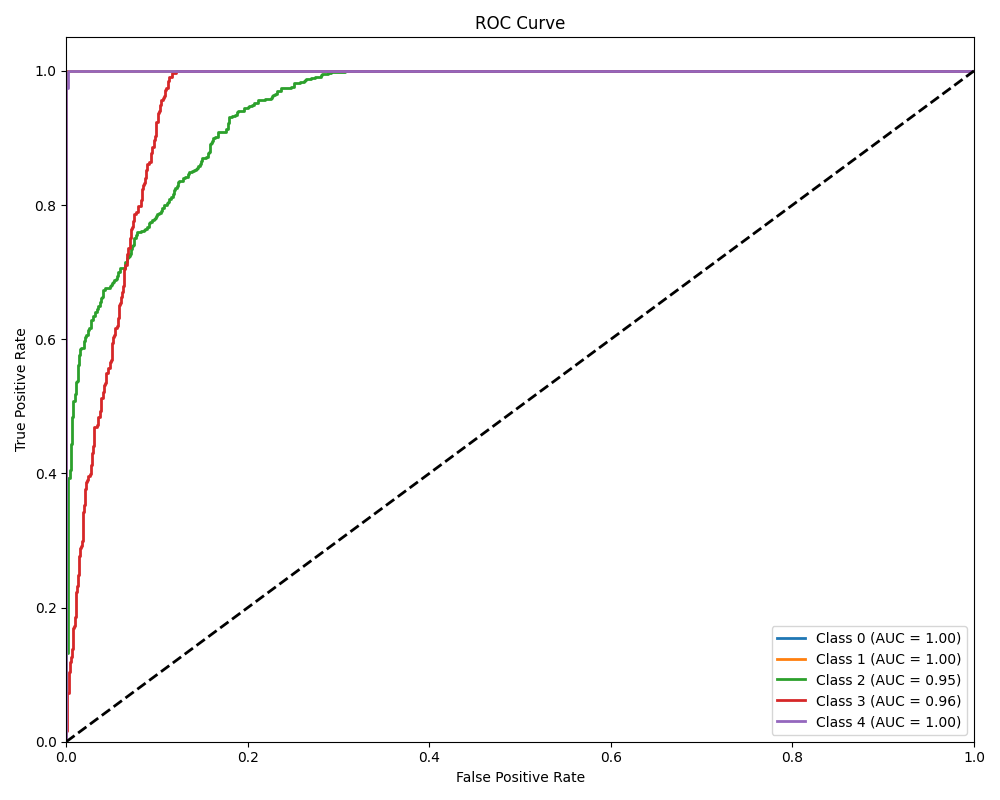 ROC Curve
True Positive Rate
1.0
0.8
0.6
0.4
0.2
0.0
Class 0 (AUC = 1.00)
Class 1 (AUC = 1.00)
Class 2 (AUC = 0.95)
Class 3 (AUC = 0.96)
Class 4 (AUC = 1.00)
0.0 0.2 0.4 0.6 0.8 1.0
False Positive Rate